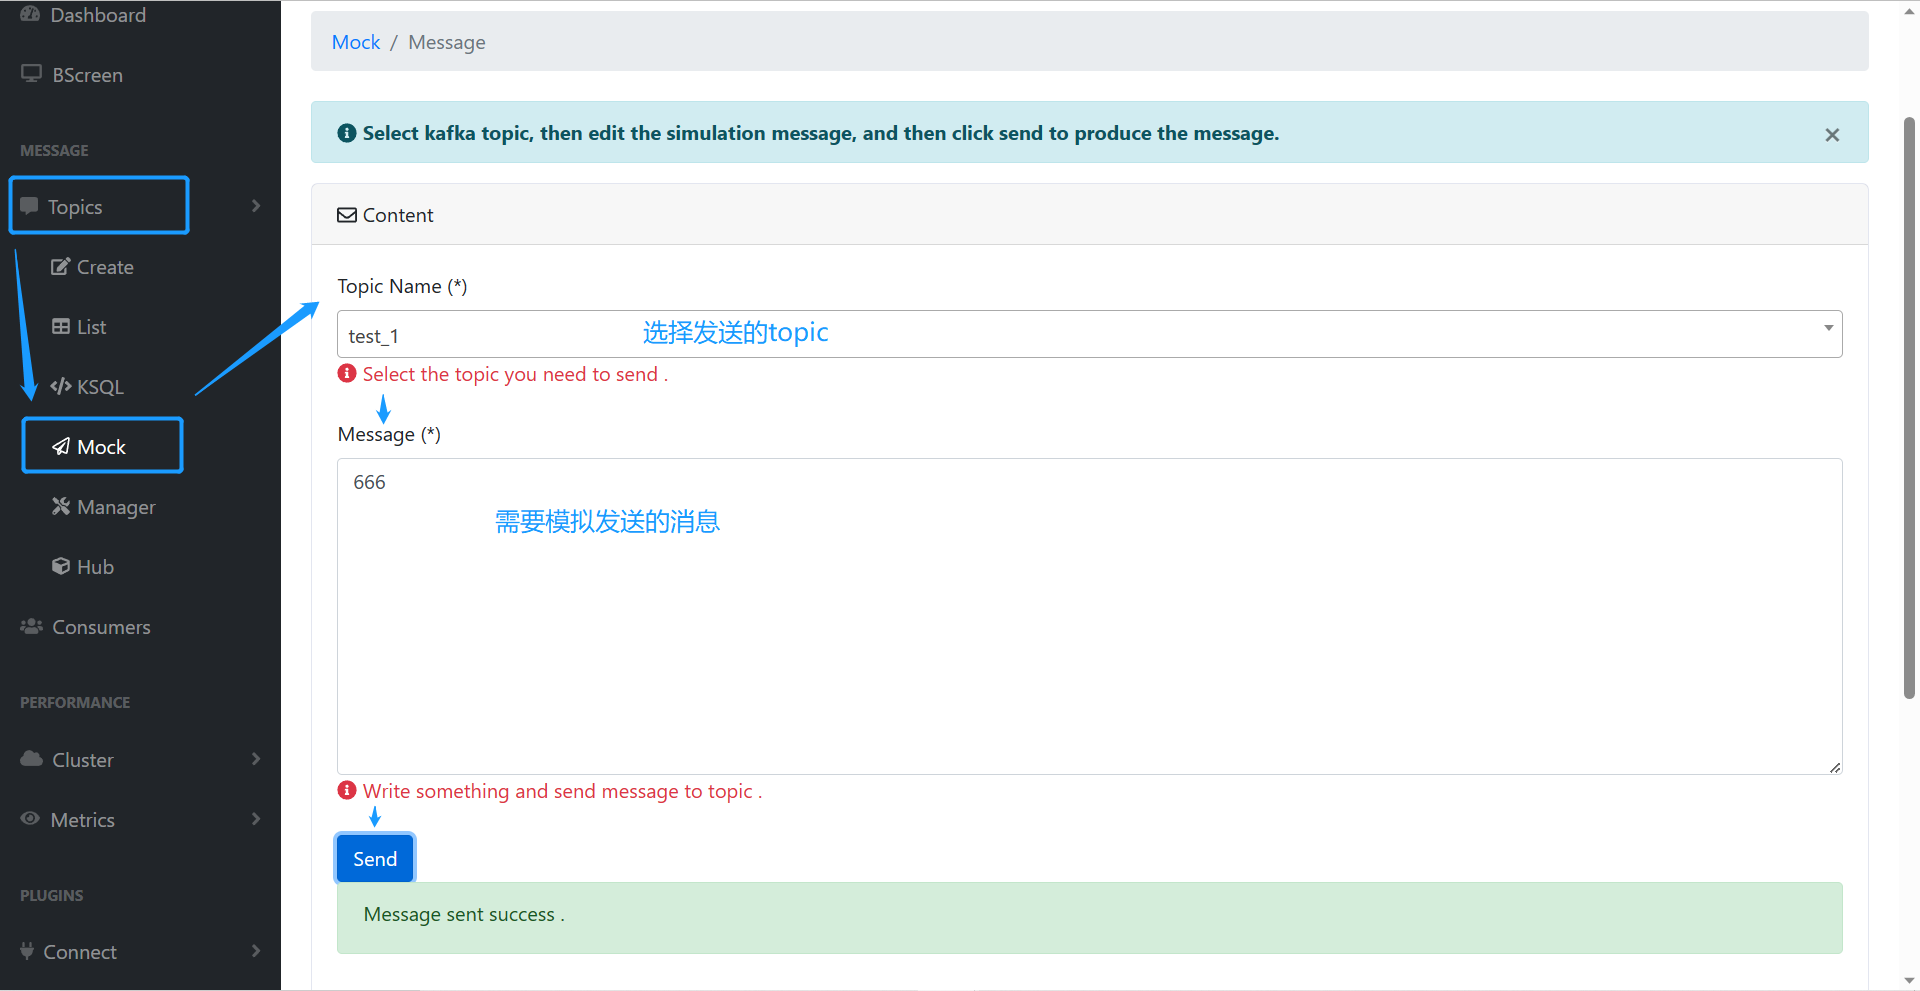 Dashboard
BScreen
MESSAGE
Topics
Create
List
KSQL
Mock
Manager
Hub
Consumers
PERFORMANCE
Cluster
Metrics
PLUGINS
Connect
Mock / Message
Select kafka topic, then edit the simulation message, and then click send to produce the message.
×
Content
Topic Name (*)
test_1
选择发送的topic
Select the topic you need to send .
Message (*)
666
需要模拟发送的消息
Write something and send message to topic .
Send
Message sent success .